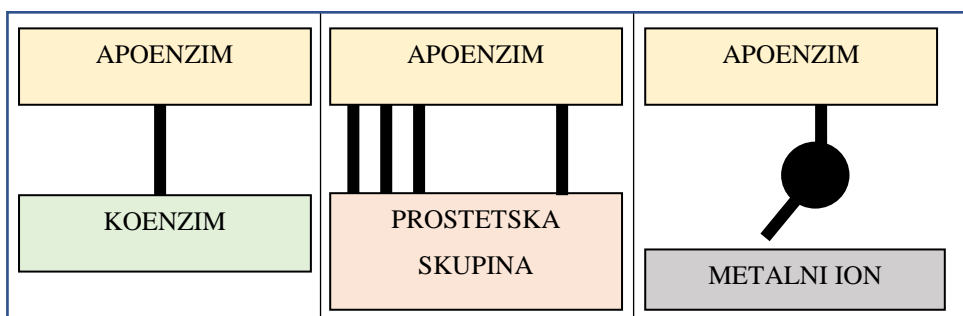 APOENZIM
KOENZIM
APOENZIM
PROSTETSKA
SKUPINA
APOENZIM
METALNI ION